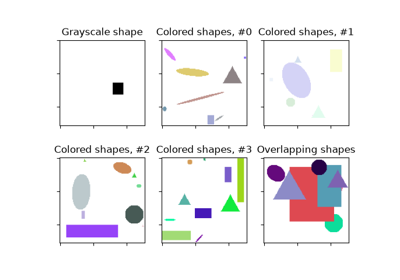 Grayscale shape
Colored shapes, #0
Colored shapes, #1
Colored shapes, #2
Colored shapes, #3
Overlapping shapes